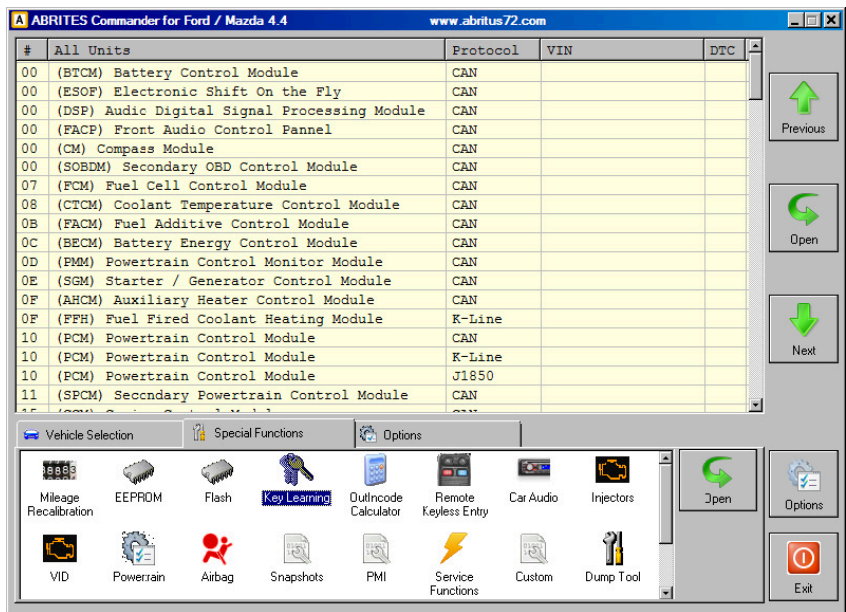 ABRITES Commander for Ford / Mazda 4.4 www.abritus72.com
# All Units Protocol VIN DTC
00 (BTCM) Battery Control Module CAN
00 (ESOF) Electronic Shift On the Fly CAN
00 (DSP) Audic Digital Signal Processing Module CAN
00 (FACP) Front Audio Control Pannel CAN
00 (CM) Compass Module CAN
00 (SOBDM) Secondary OBD Control Module CAN
07 (FCM) Fuel Cell Control Module CAN
08 (CTCM) Coolant Temperature Control Module CAN
0B (FACM) Fuel Additive Control Module CAN
0C (BECM) Battery Energy Control Module CAN
0D (PMM) Powertrain Control Monitor Module CAN
0E (SGM) Starter / Generator Control Module CAN
0F (AHCM) Auxiliary Heater Control Module CAN
0F (FFH) Fuel Fired Coolant Heating Module K-Line
10 (PCM) Powertrain Control Module CAN
10 (PCM) Powertrain Control Module K-Line
10 (PCM) Powertrain Control Module J1850
11 (SPCM) Seccndary Powertrain Control Module CAN
Previous
Open
Next
Vehicle Selection Special Functions Options
Mileage Recalibration
EEPROM
Flash
Key Learning
OutIncode Calculator
Remote Keyless Entry
Car Audio
Injectors
VID
Powertrain
Airbag
Snapshots
PMI
Service Functions
Custom
Dump Tool
Open
Options
Exit